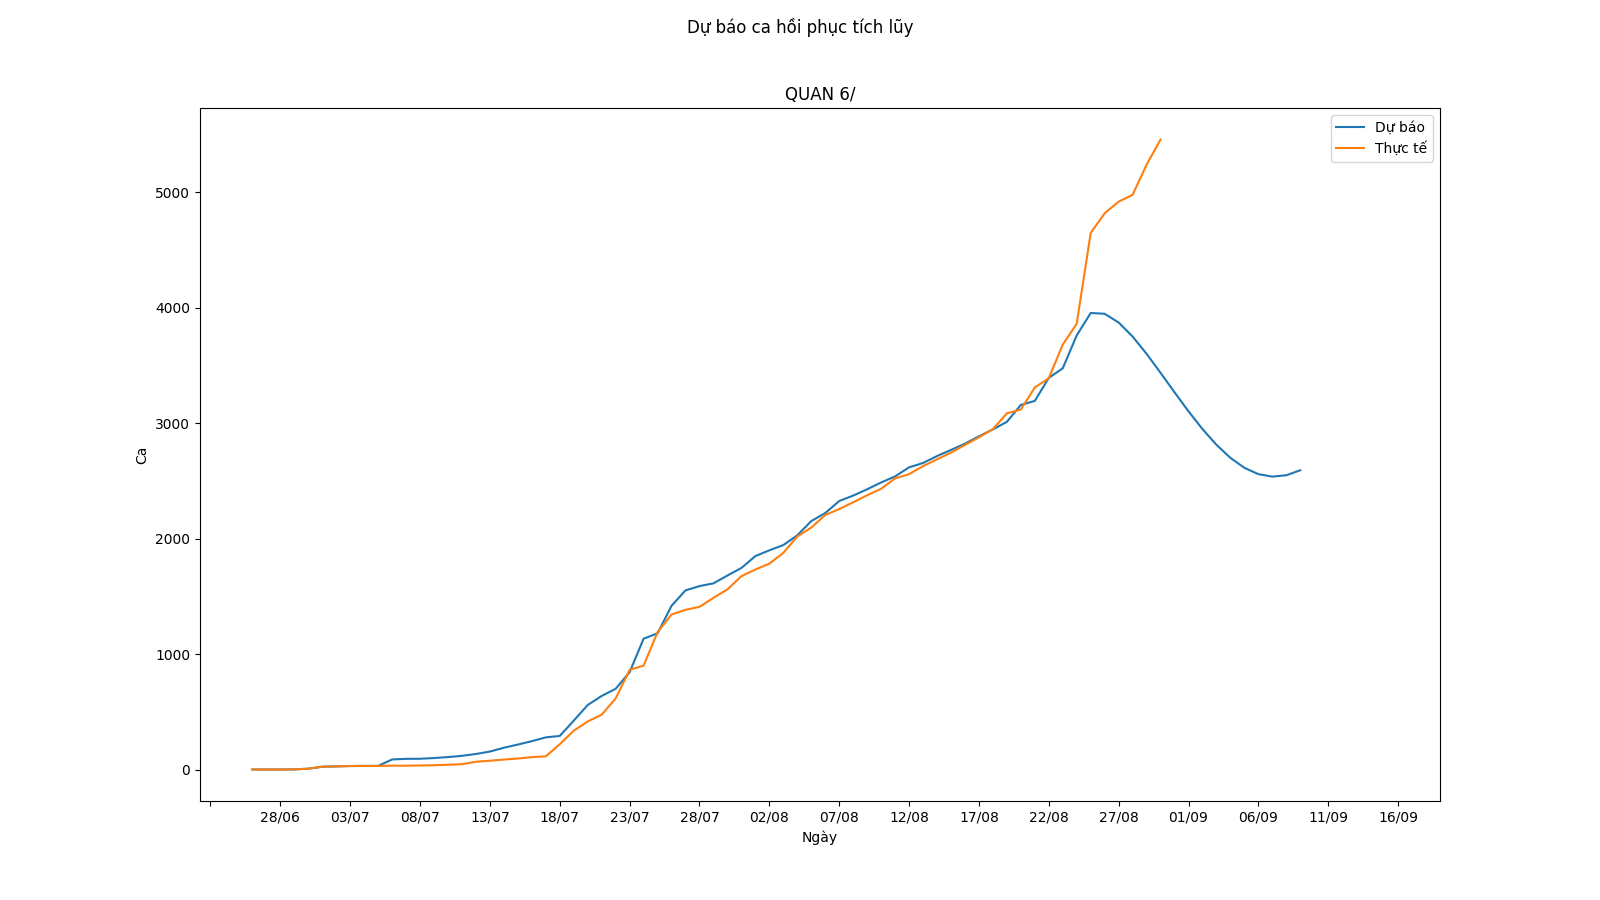 Dự báo ca hồi phục tích lũy
QUAN 6/
Dự báo
Thực tế
5000
4000
3000
2000
1000
0
Ca
28/06 03/07 08/07 13/07 18/07 23/07 28/07 02/08 07/08 12/08 17/08 22/08 27/08 01/09 06/09 11/09 16/09
Ngày